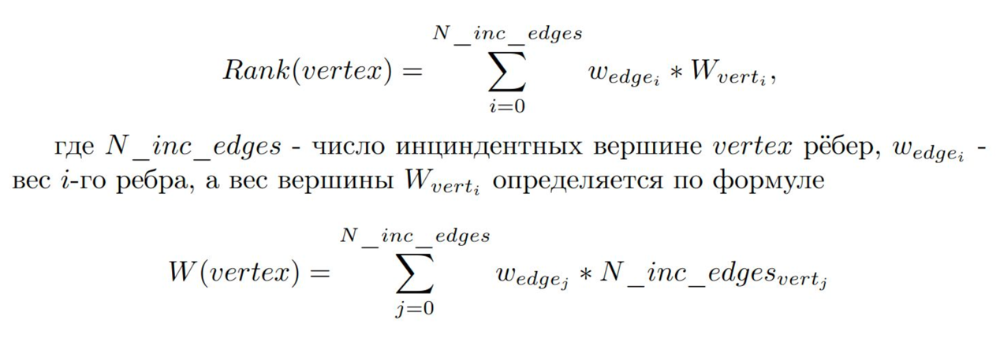 $$Rank(vertex) = \sum_{i=0}^{N\_inc\_edges} w_{edge_i} * W_{vert_i},$$
где $N\_inc\_edges$ - число инциндентных вершине $vertex$ рёбер, $w_{edge_i}$ -
вес $i$-го ребра, а вес вершины $W_{vert_i}$ определяется по формуле
$$W(vertex) = \sum_{j=0}^{N\_inc\_edges} w_{edge_j} * N\_inc\_edges_{vert_j}$$